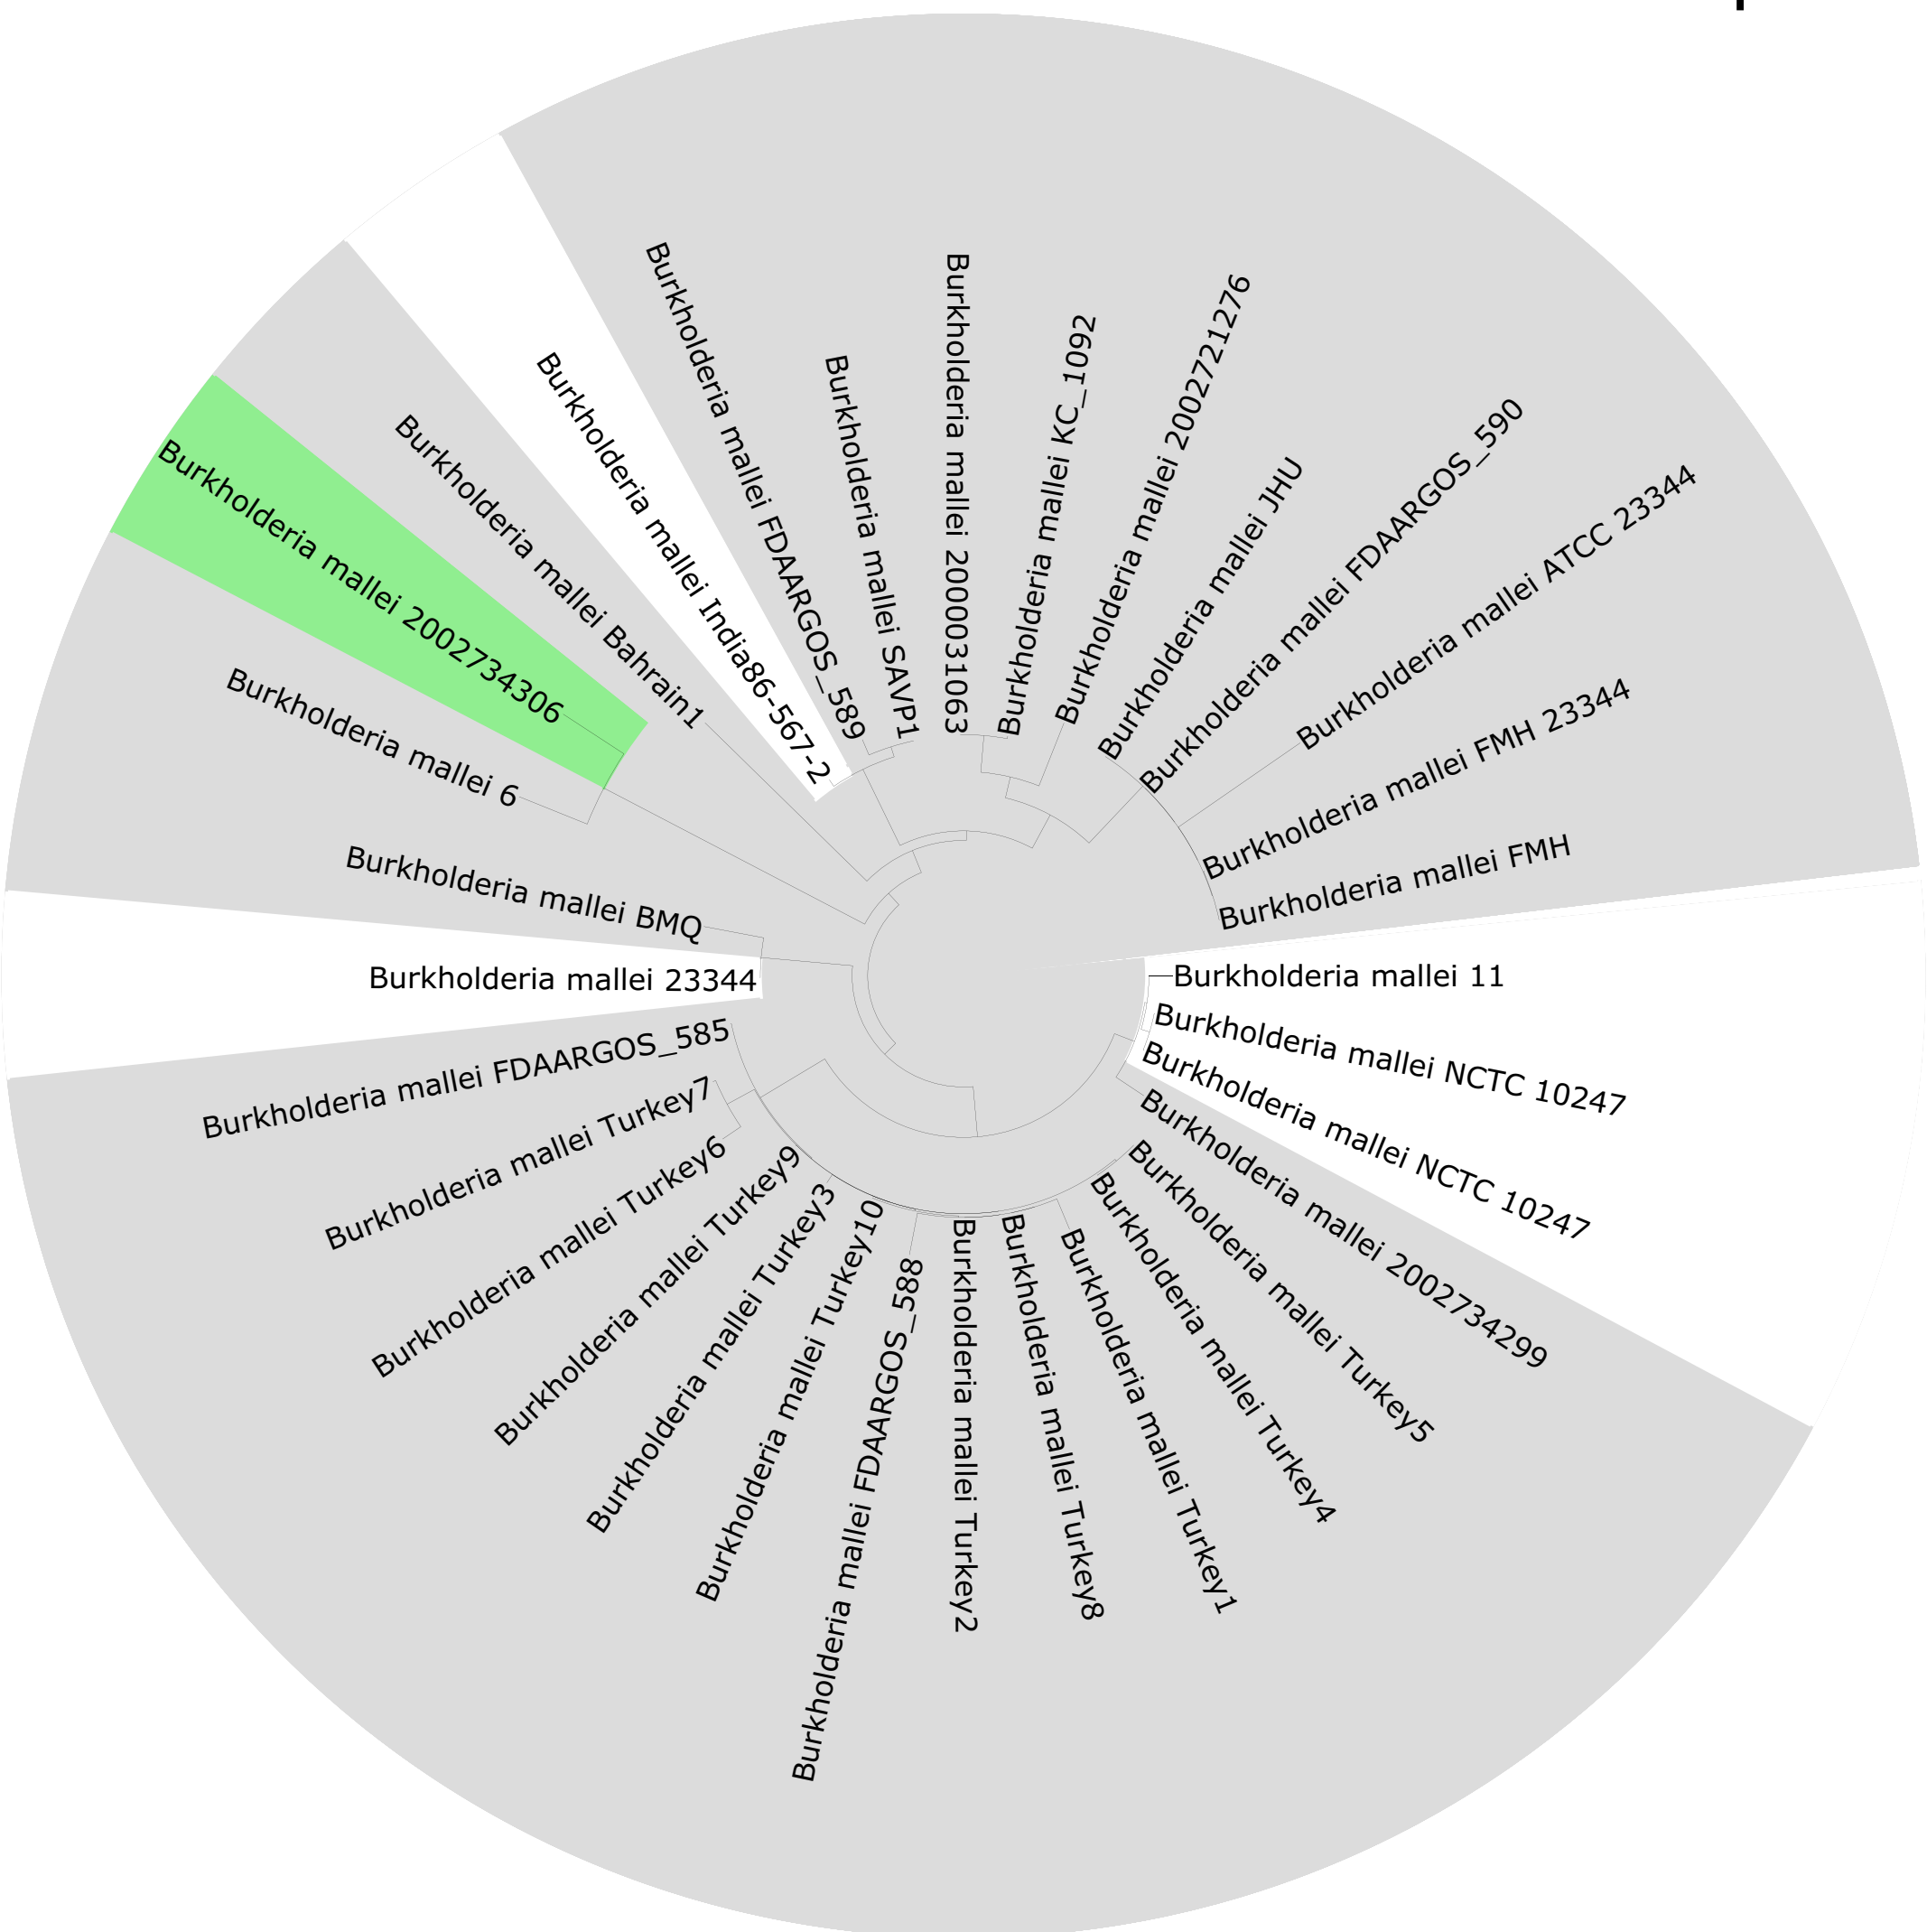 Burkholderia mallei FDAARGOS_589
Burkholderia mallei SAVP1
Burkholderia mallei 2000031063
Burkholderia mallei KC_1092
Burkholderia mallei 2002721276
Burkholderia mallei JHU
Burkholderia mallei FDAARGOS_590
Burkholderia mallei ATCC 23344
Burkholderia mallei FMH 23344
Burkholderia mallei FMH
Burkholderia mallei 11
Burkholderia mallei NCTC 10247
Burkholderia mallei NCTC 10247
Burkholderia mallei 2002734299
Burkholderia mallei Turkey5
Burkholderia mallei Turkey4
Burkholderia mallei Turkey1
Burkholderia mallei Turkey8
Burkholderia mallei Turkey2
Burkholderia mallei FDAARGOS_588
Burkholderia mallei Turkey10
Burkholderia mallei Turkey3
Burkholderia mallei Turkey9
Burkholderia mallei Turkey6
Burkholderia mallei Turkey7
Burkholderia mallei FDAARGOS_585
Burkholderia mallei 23344
Burkholderia mallei BMQ
Burkholderia mallei 6
Burkholderia mallei 2002734306
Burkholderia mallei Bahrain1
Burkholderia mallei India86-567-2